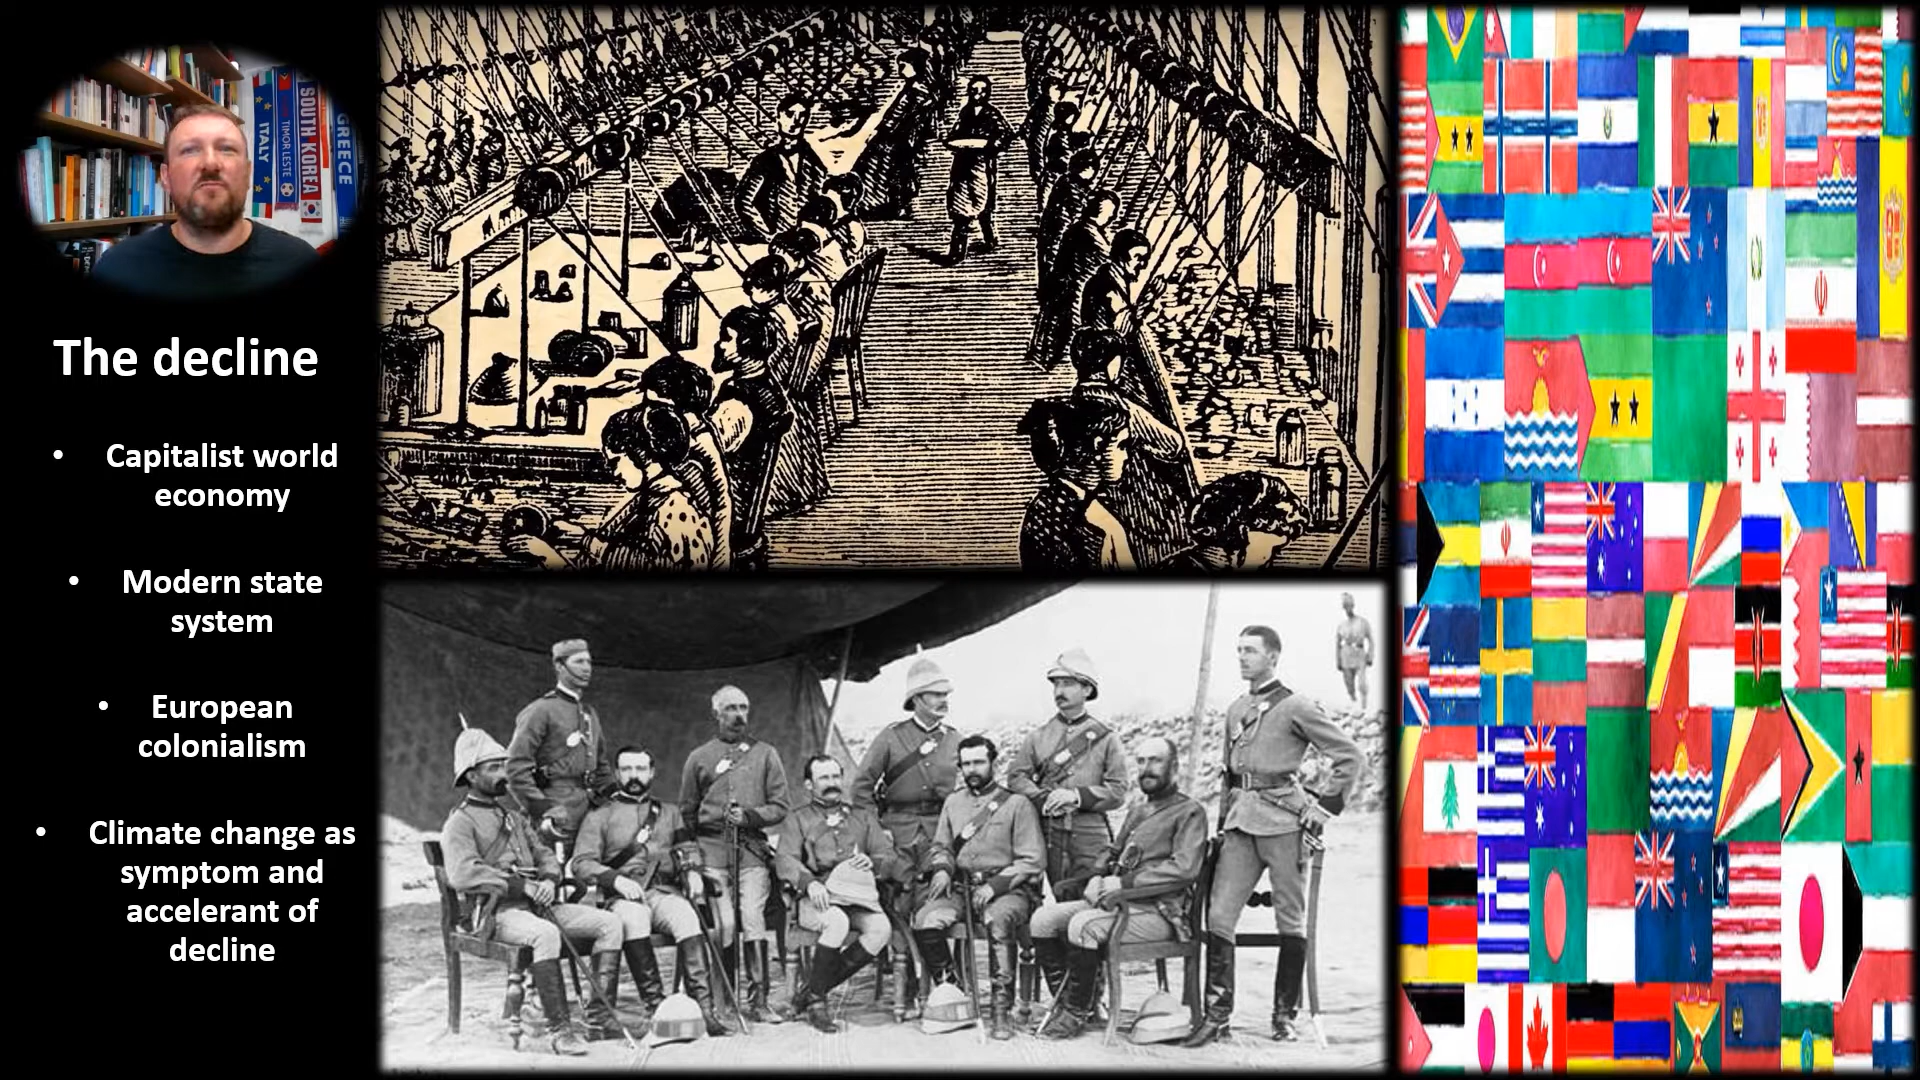 ITALY
TIMOR LESTE
SOUTH KOREA
GREECE
The decline
• Capitalist world
economy
• Modern state
system
• European
colonialism
• Climate change as
symptom and
accelerant of
decline